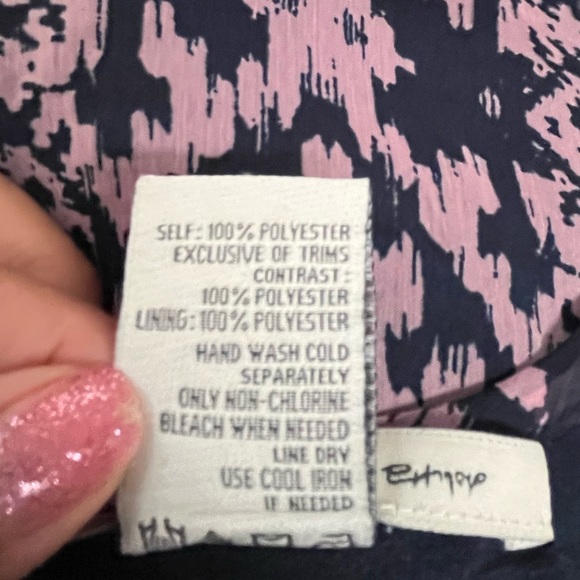 SELF: 100% POLYESTER
EXCLUSIVE OF TRIMS
CONTRAST:
100% POLYESTER
LINING: 100% POLYESTER
HAND WASH COLD
SEPARATELY
ONLY NON-CHLORINE
BLEACH WHEN NEEDED
LINE DRY
USE COOL IRON
IF NEEDED